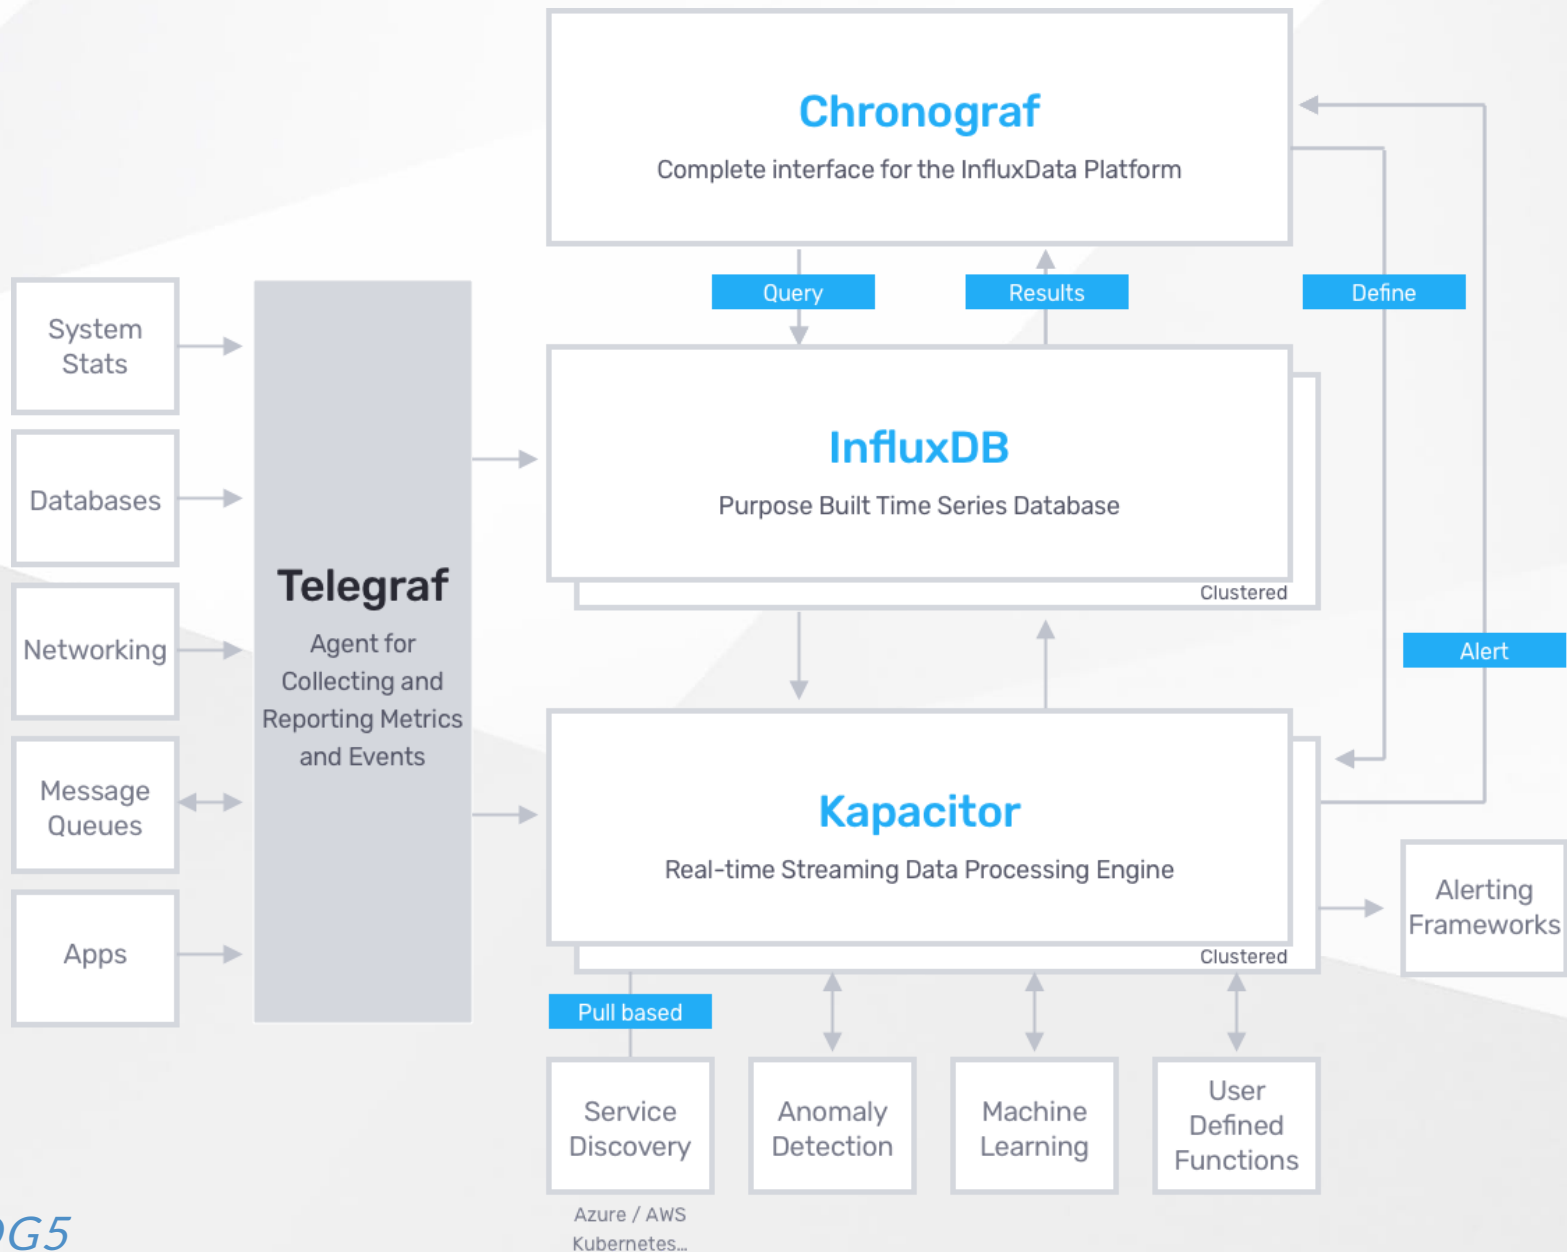 Chronograf
Complete interface for the InfluxData Platform
Query
Results
Define
System
Stats
Databases
Networking
Message
Queues
Apps
Telegraf
Agent for
Collecting and
Reporting Metrics
and Events
InfluxDB
Purpose Built Time Series Database
Clustered
Alert
Kapacitor
Real-time Streaming Data Processing Engine
Clustered
Alerting
Frameworks
Pull based
Service
Discovery
Azure / AWS
Kubernetes...
Anomaly
Detection
Machine
Learning
User
Defined
Functions